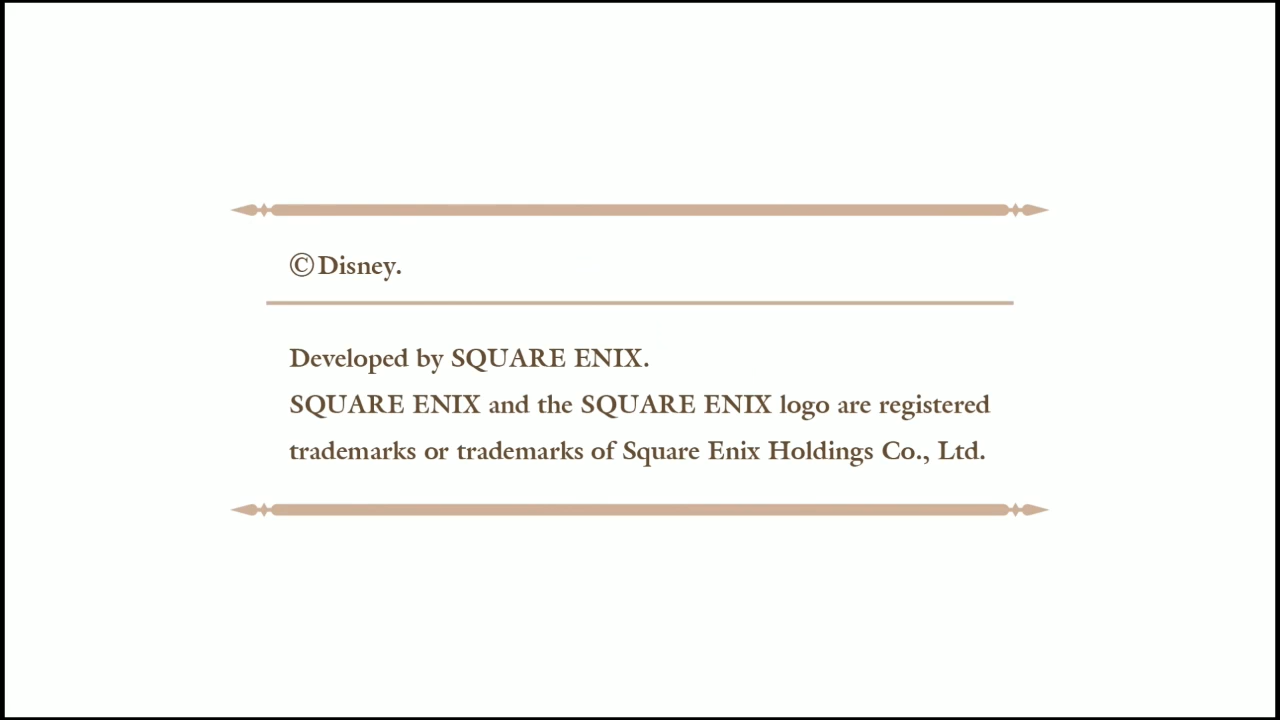 ©Disney.
Developed by SQUARE ENIX.
SQUARE ENIX and the SQUARE ENIX logo are registered
trademarks or trademarks of Square Enix Holdings Co., Ltd.